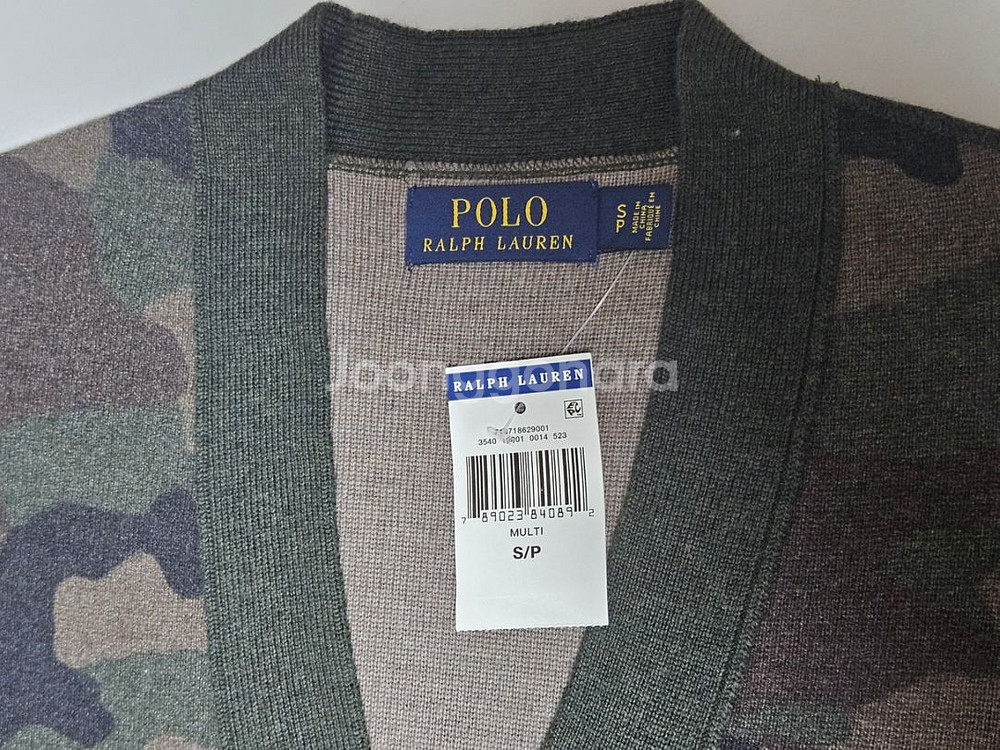 POLO
RALPH LAUREN
S
P
MADE IN
CHINA
FABRIQUÉ EN
CHINE
Joonggonara
RALPH LAUREN
3540 0014 523
7 89023 84089 2
MULTI
S/P